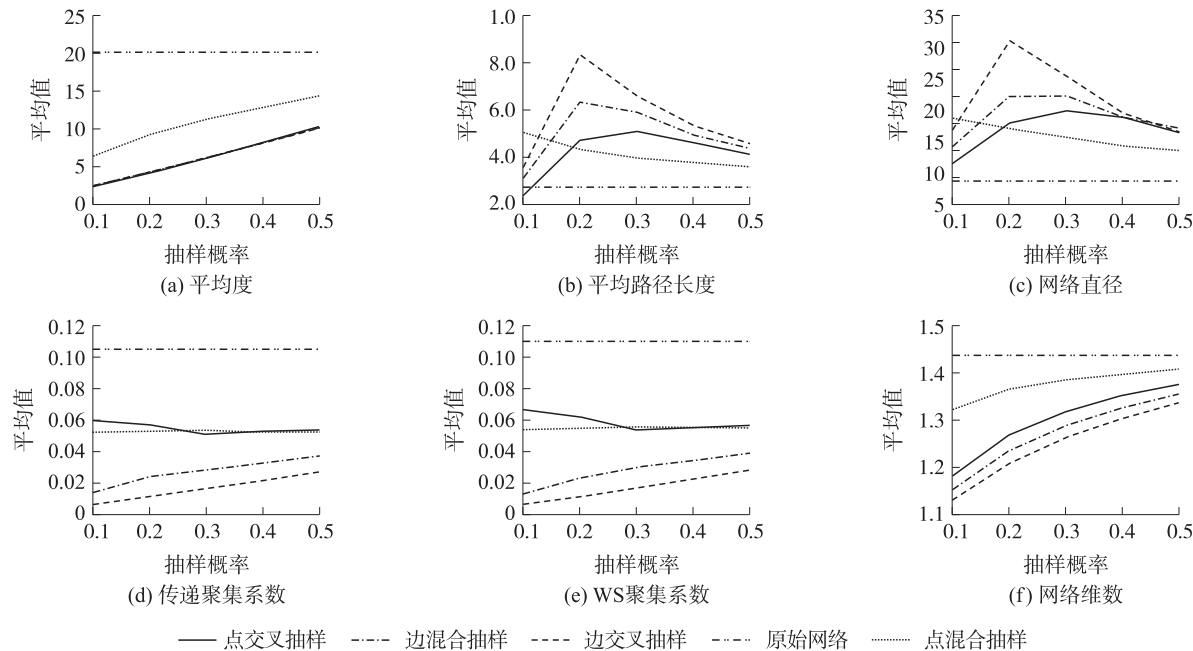 25
20
15
10
5
0
平均值
0.1 0.2 0.3 0.4 0.5
抽样概率
(a) 平均度
1.0
8.0
6.0
4.0
2.0
平均值
0.1 0.2 0.3 0.4 0.5
抽样概率
(b) 平均路径长度
35
30
25
20
15
10
5
平均值
0.1 0.2 0.3 0.4 0.5
抽样概率
(c) 网络直径
0.12
0.10
0.08
0.06
0.04
0.02
0
平均值
0.1 0.2 0.3 0.4 0.5
抽样概率
(d) 传递聚集系数
0.12
0.10
0.08
0.06
0.04
0.02
0
平均值
0.1 0.2 0.3 0.4 0.5
抽样概率
(e) WS聚集系数
1.5
1.4
1.3
1.2
1.1
平均值
0.1 0.2 0.3 0.4 0.5
抽样概率
(f) 网络维数
点交叉抽样 边混合抽样 边交叉抽样 原始网络 点混合抽样